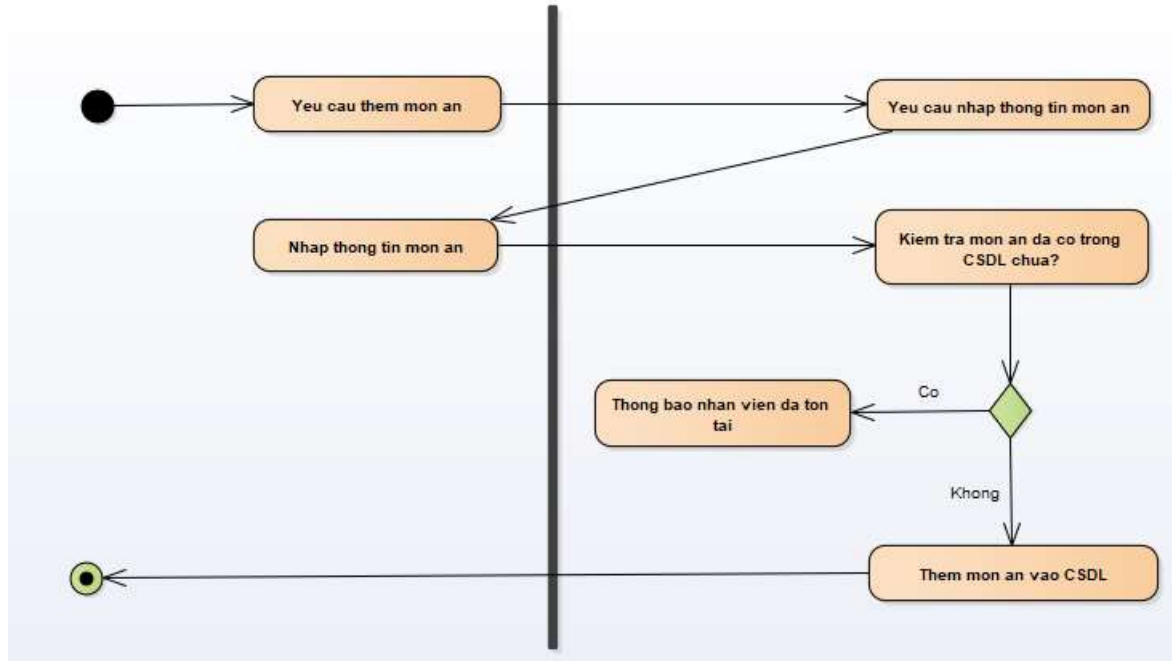 Yeu cau them mon an
Yeu cau nhap thong tin mon an
Nhap thong tin mon an
Kiem tra mon an da co trong
CSDL chua?
Co
Thong bao nhan vien da ton
tai
Khong
Them mon an vao CSDL